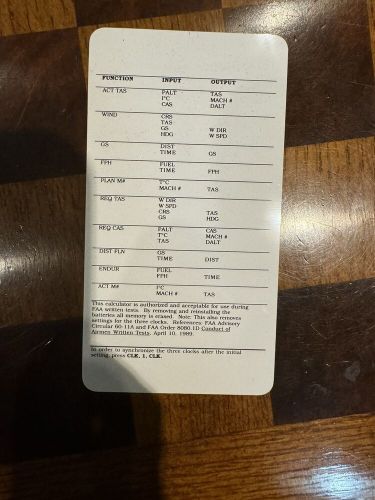 FUNCTION INPUT OUTPUT
ACT TAS PALT TAS
T°C MACH #
CAS DALT
WIND CRS
TAS
GS W DIR
HDG W SPD
GS DIST
TIME GS
FPH FUEL
TIME FPH
PLAN M# T°C
MACH # TAS
REQ TAS W DIR
W SPD
CRS TAS
GS HDG
REQ CAS PALT CAS
T°C MACH #
TAS DALT
DIST FLN GS
TIME DIST
ENDUR FUEL
FPH TIME
ACT M# T°C
MACH # TAS
This calculator is authorized and acceptable for use during
FAA written tests. By removing and reinstalling the
batteries all memory is erased. Note: This also removes
settings for the three clocks. References: FAA Advisory
Circular 60-11A and FAA Order 8080.1D Conduct of
Airmen Written Tests, April 10, 1989.
In order to synchronize the three clocks after the initial
setting, press CLK, 1, CLK.